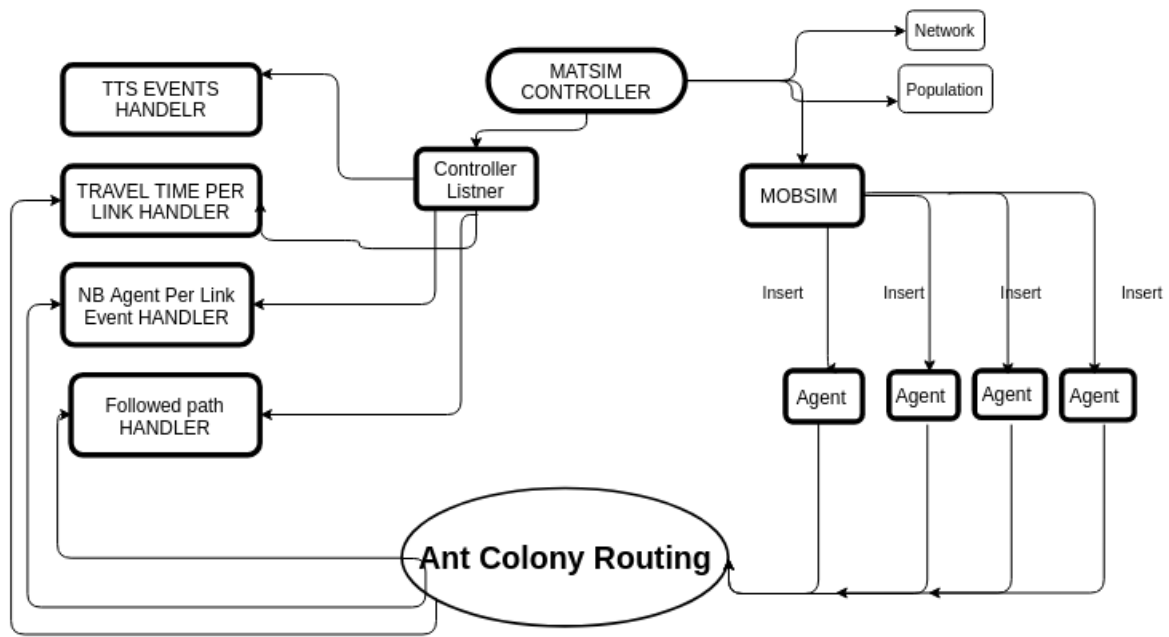 Network
MATSIM
CONTROLLER
Population
TTS EVENTS
HANDELR
Controller
Listner
TRAVEL TIME PER
LINK HANDLER
MOBSIM
NB Agent Per Link
Event HANDLER
Insert
Insert
Insert
Insert
Agent
Agent
Agent
Agent
Followed path
HANDLER
Ant Colony Routing